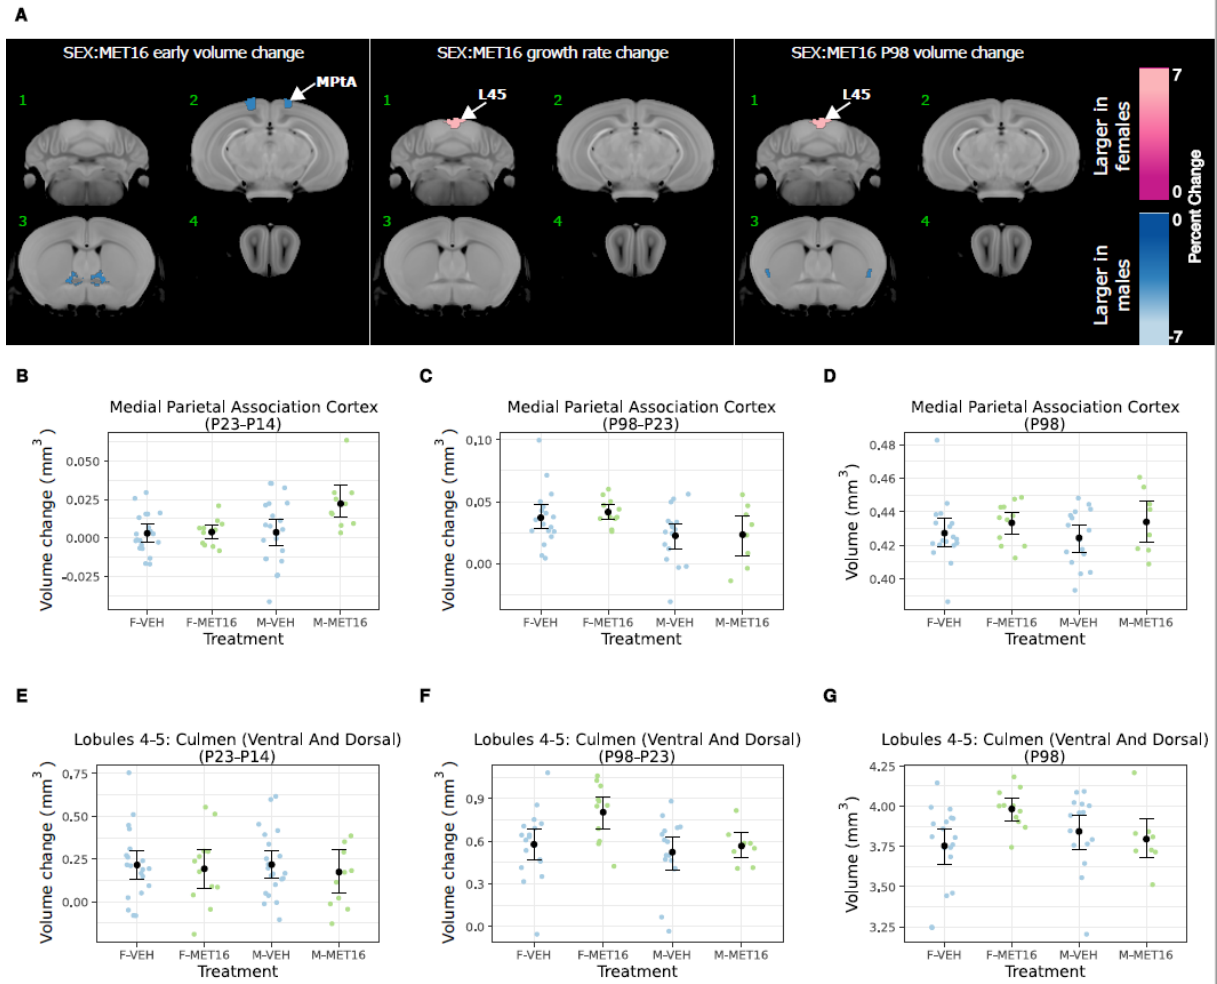 A
SEX:MET16 early volume change
SEX:MET16 growth rate change
SEX:MET16 P98 volume change
1
2
MPtA
3
4
1
L45
2
3
4
1
L45
2
3
4
Larger in
females
Larger in
males
7
0
0
-7
Percent Change
B
Medial Parietal Association Cortex
(P23-P14)
Volume change (mm³)
0.050
0.025
0.000
-0.025
F-VEH F-MET16 M-VEH M-MET16
Treatment
C
Medial Parietal Association Cortex
(P98-P23)
Volume change (mm³)
0.10
0.05
0.00
F-VEH F-MET16 M-VEH M-MET16
Treatment
D
Medial Parietal Association Cortex
(P98)
Volume (mm³)
0.48
0.46
0.44
0.42
0.40
F-VEH F-MET16 M-VEH M-MET16
Treatment
E
Lobules 4-5: Culmen (Ventral And Dorsal)
(P23-P14)
Volume change (mm³)
0.75
0.50
0.25
0.00
F-VEH F-MET16 M-VEH M-MET16
Treatment
F
Lobules 4-5: Culmen (Ventral And Dorsal)
(P98-P23)
Volume change (mm³)
0.9
0.6
0.3
0.0
F-VEH F-MET16 M-VEH M-MET16
Treatment
G
Lobules 4-5: Culmen (Ventral And Dorsal)
(P98)
Volume (mm³)
4.25
4.00
3.75
3.50
3.25
F-VEH F-MET16 M-VEH M-MET16
Treatment